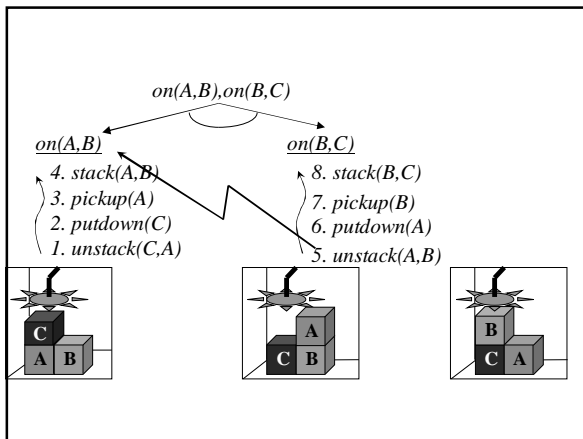 on(A,B),on(B,C)
on(A,B)
4. stack(A,B)
3. pickup(A)
2. putdown(C)
1. unstack(C,A)
on(B,C)
8. stack(B,C)
7. pickup(B)
6. putdown(A)
5. unstack(A,B)
C
A B
A
C B
B
C A